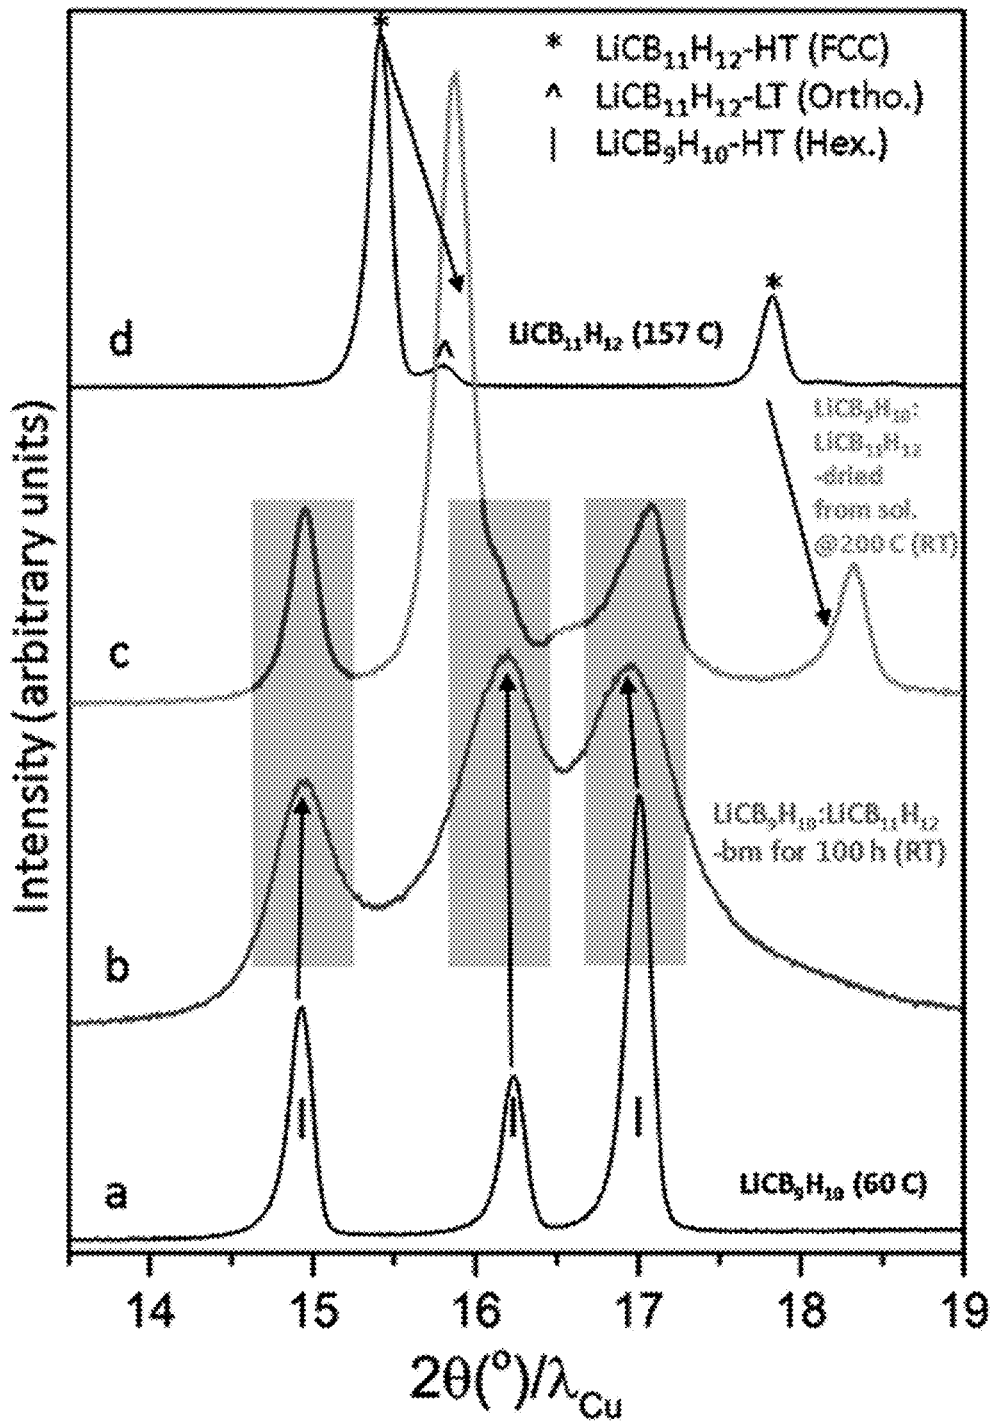 * LiCB₁₁H₁₂-HT (FCC)
^ LiCB₁₁H₁₂-LT (Ortho.)
| LiCB₉H₁₀-HT (Hex.)
*
*
^
d
LiCB₁₁H₁₂ (157 C)
LiCB₉H₁₀:
LiCB₁₁H₁₂
-dried
from sol.
@200 C (RT)
c
LiCB₉H₁₀:LiCB₁₁H₁₂
-bm for 100 h (RT)
b
a
LiCB₉H₁₀ (60 C)
Intensity (arbitrary units)
14 15 16 17 18 19
2θ(°)/λCu